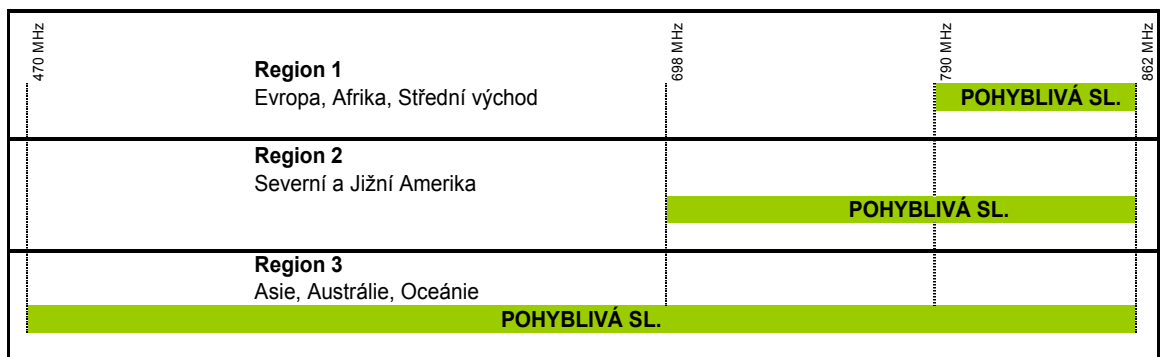 470 MHz
698 MHz
790 MHz
862 MHz
Region 1
Evropa, Afrika, Střední východ
POHYBLIVÁ SL.
Region 2
Severní a Jižní Amerika
POHYBLIVÁ SL.
Region 3
Asie, Austrálie, Oceánie
POHYBLIVÁ SL.